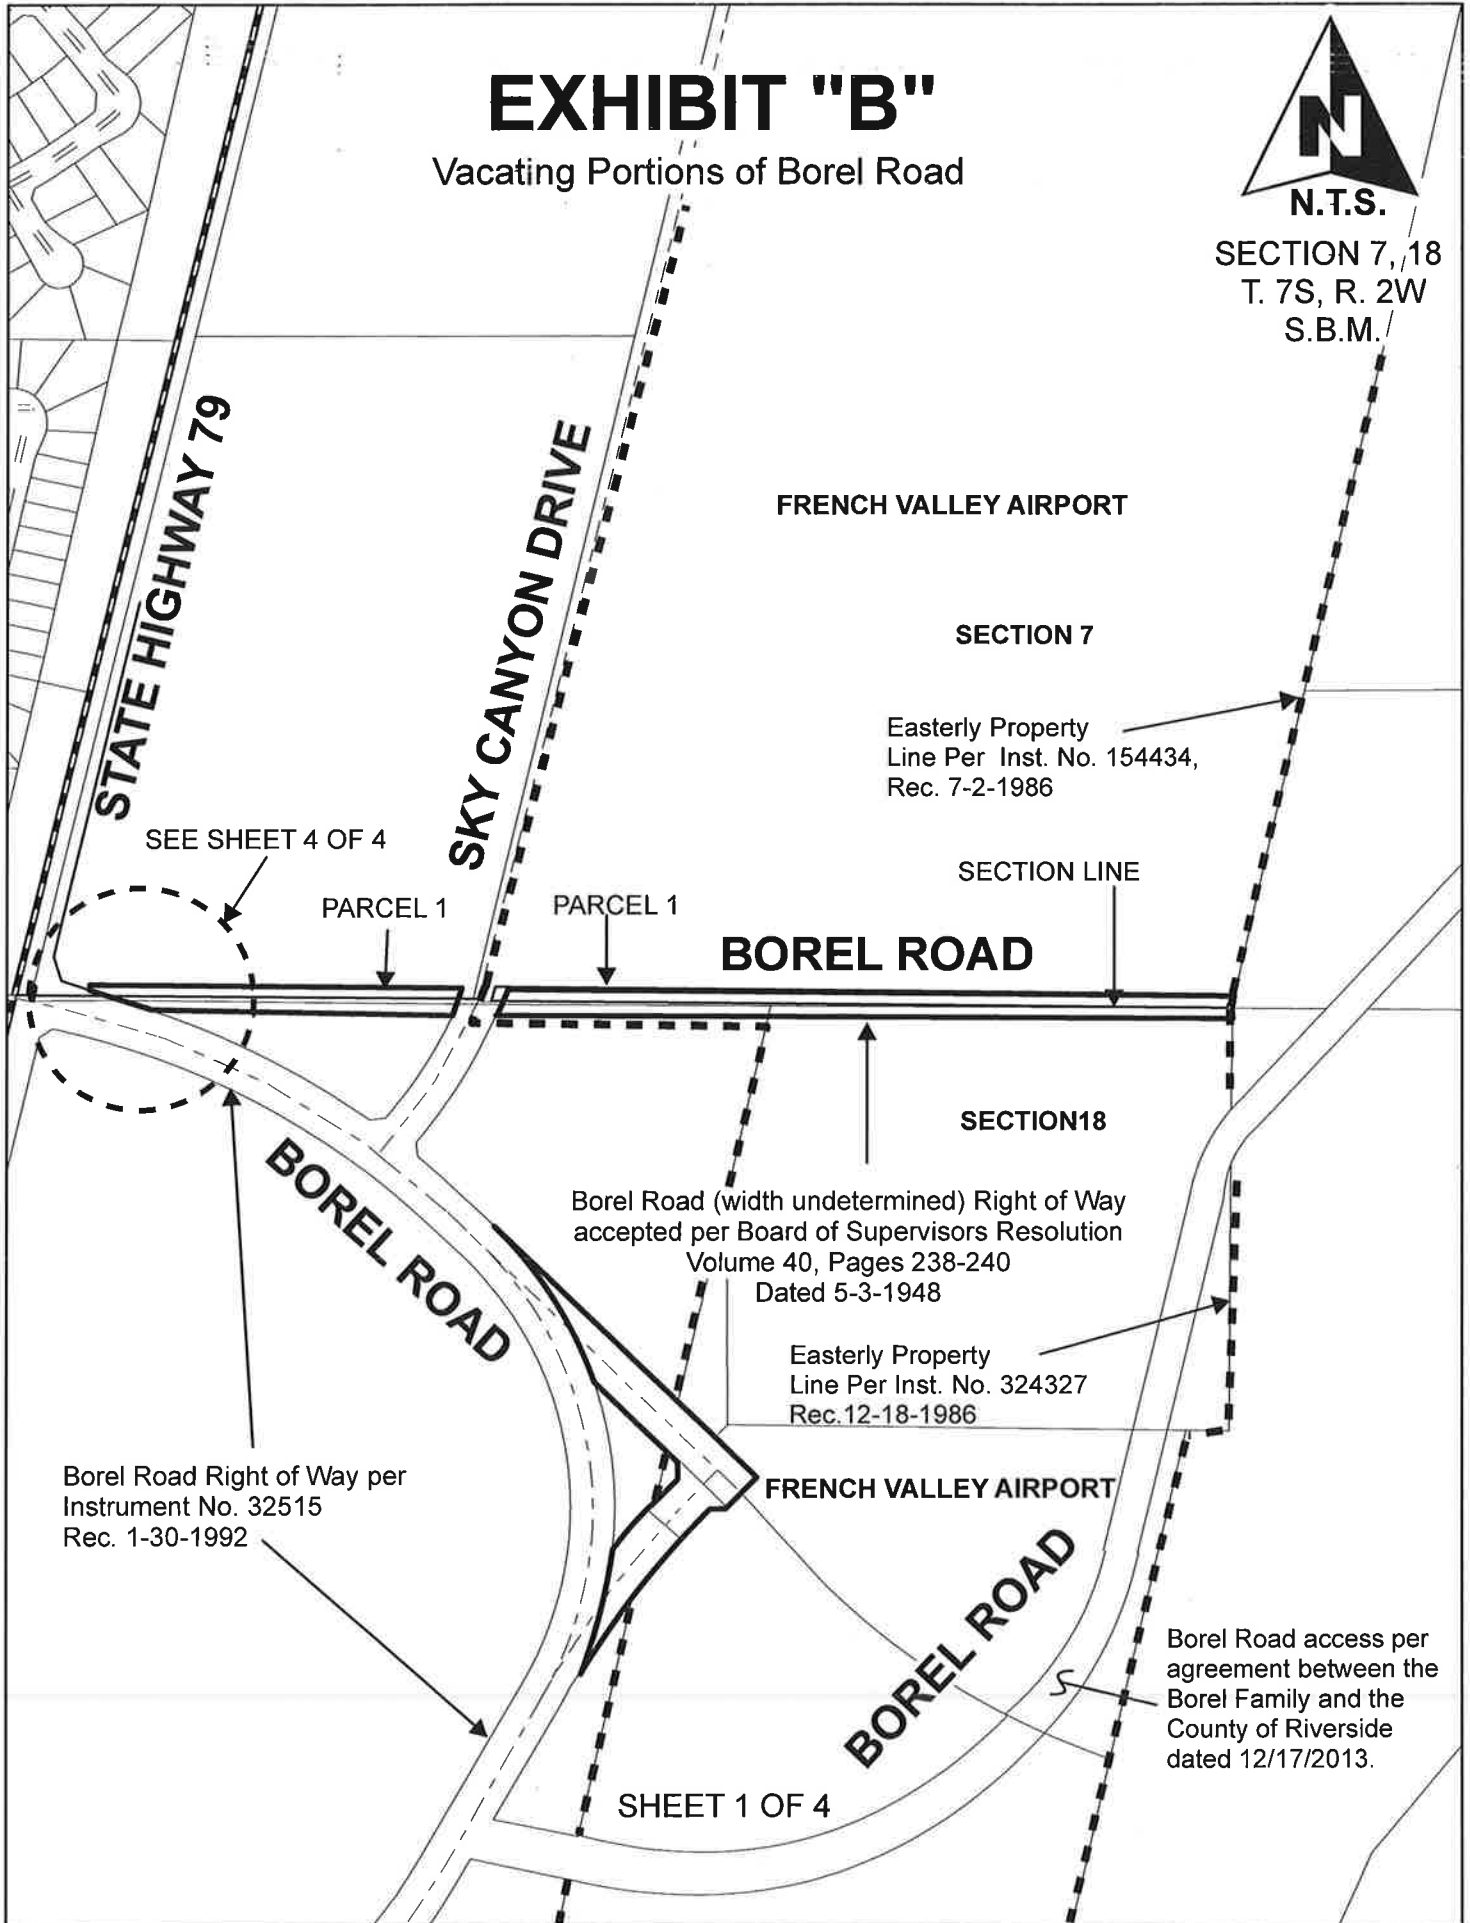 EXHIBIT "B"
Vacating Portions of Borel Road
N
N.T.S.
SECTION 7, 18
T. 7S, R. 2W
S.B.M.
STATE HIGHWAY 79
SKY CANYON DRIVE
FRENCH VALLEY AIRPORT
SECTION 7
Easterly Property
Line Per Inst. No. 154434,
Rec. 7-2-1986
SEE SHEET 4 OF 4
PARCEL 1
PARCEL 1
SECTION LINE
BOREL ROAD
SECTION18
BOREL ROAD
Borel Road (width undetermined) Right of Way
accepted per Board of Supervisors Resolution
Volume 40, Pages 238-240
Dated 5-3-1948
Easterly Property
Line Per Inst. No. 324327
Rec.12-18-1986
Borel Road Right of Way per
Instrument No. 32515
Rec. 1-30-1992
FRENCH VALLEY AIRPORT
BOREL ROAD
Borel Road access per
agreement between the
Borel Family and the
County of Riverside
dated 12/17/2013.
SHEET 1 OF 4